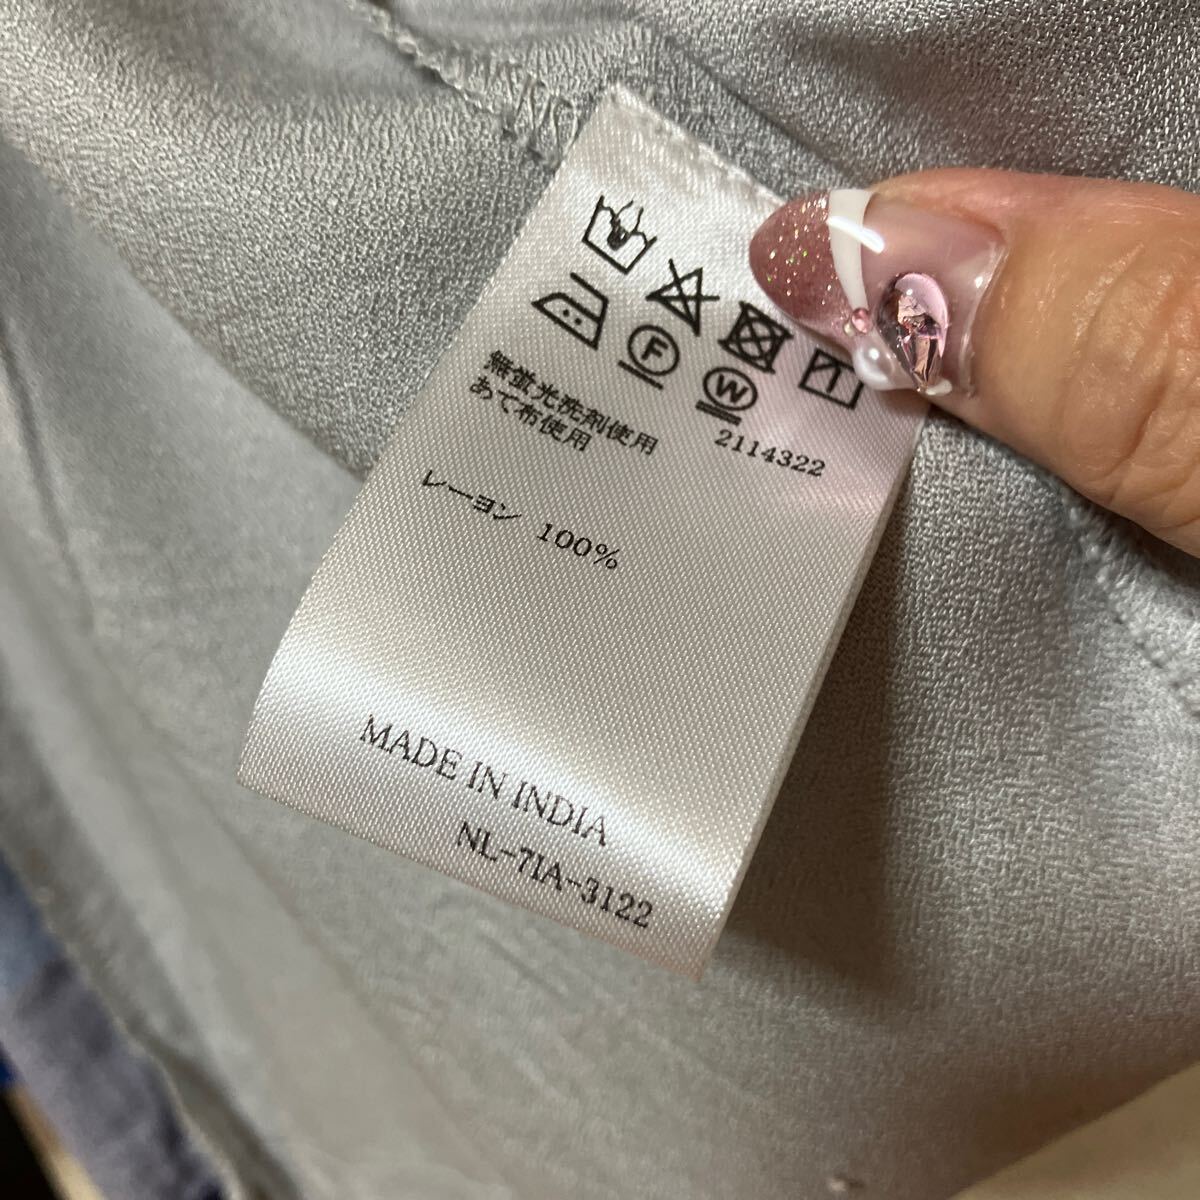 F
W
無蛍光洗剤使用
あて布使用
2114322
レーヨン 100%
MADE IN INDIA
NL-7IA-3122